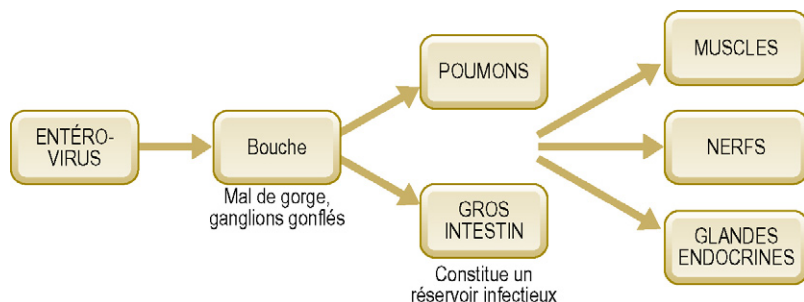 ENTÉRO-
VIRUS
Bouche
Mal de gorge,
ganglions gonflés
POUMONS
GROS
INTESTIN
Constitue un
réservoir infectieux
MUSCLES
NERFS
GLANDES
ENDOCRINES